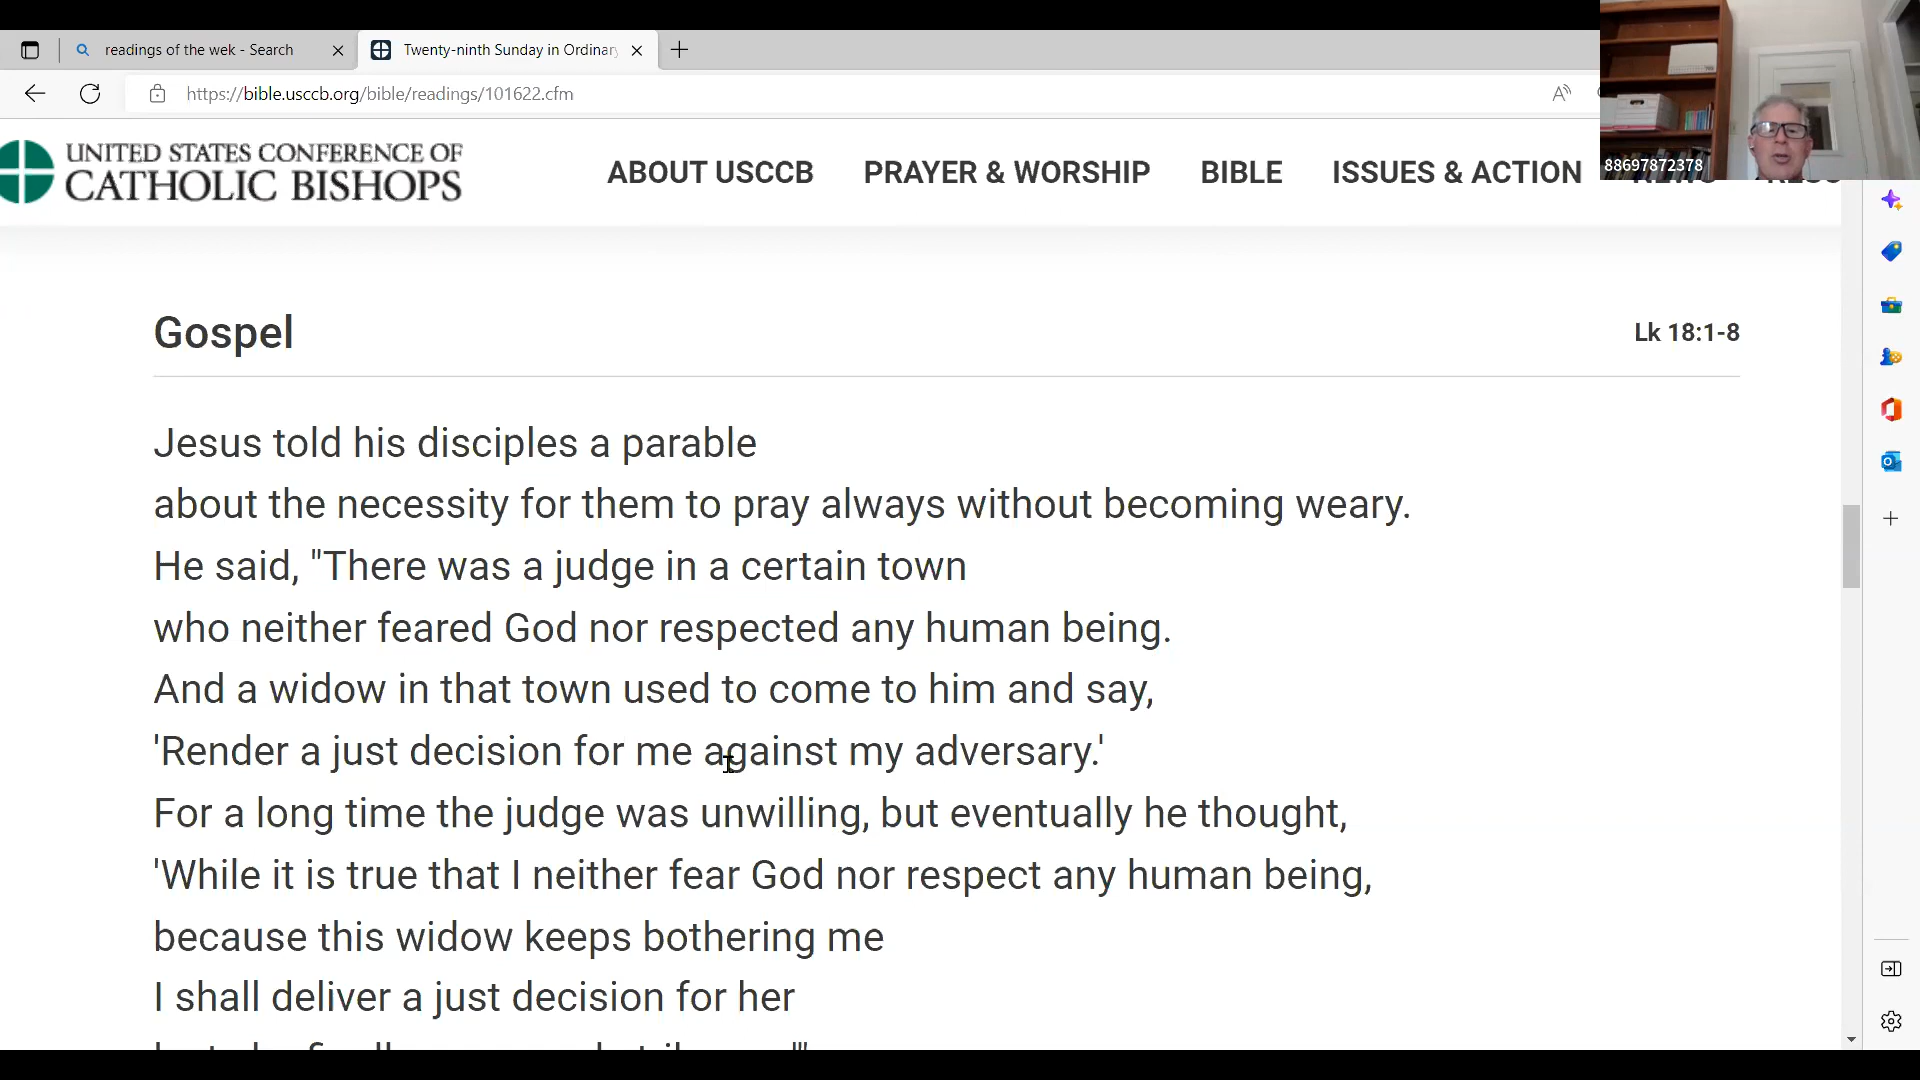 readings of the wek - Search
Twenty-ninth Sunday in Ordinar
https://bible.usccb.org/bible/readings/101622.cfm
88697872378
UNITED STATES CONFERENCE OF
CATHOLIC BISHOPS
ABOUT USCCB PRAYER & WORSHIP BIBLE ISSUES & ACTION
Gospel
Lk 18:1-8
Jesus told his disciples a parable
about the necessity for them to pray always without becoming weary.
He said, "There was a judge in a certain town
who neither feared God nor respected any human being.
And a widow in that town used to come to him and say,
'Render a just decision for me against my adversary.'
For a long time the judge was unwilling, but eventually he thought,
'While it is true that I neither fear God nor respect any human being,
because this widow keeps bothering me
I shall deliver a just decision for her